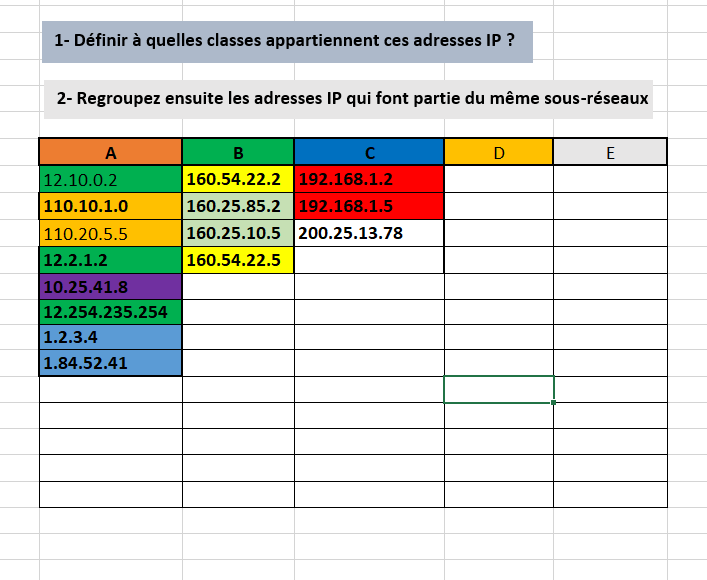 1- Définir à quelles classes appartiennent ces adresses IP ?
2- Regroupez ensuite les adresses IP qui font partie du même sous-réseaux
A B C D E
12.10.0.2 160.54.22.2 192.168.1.2
110.10.1.0 160.25.85.2 192.168.1.5
110.20.5.5 160.25.10.5 200.25.13.78
12.2.1.2 160.54.22.5
10.25.41.8
12.254.235.254
1.2.3.4
1.84.52.41